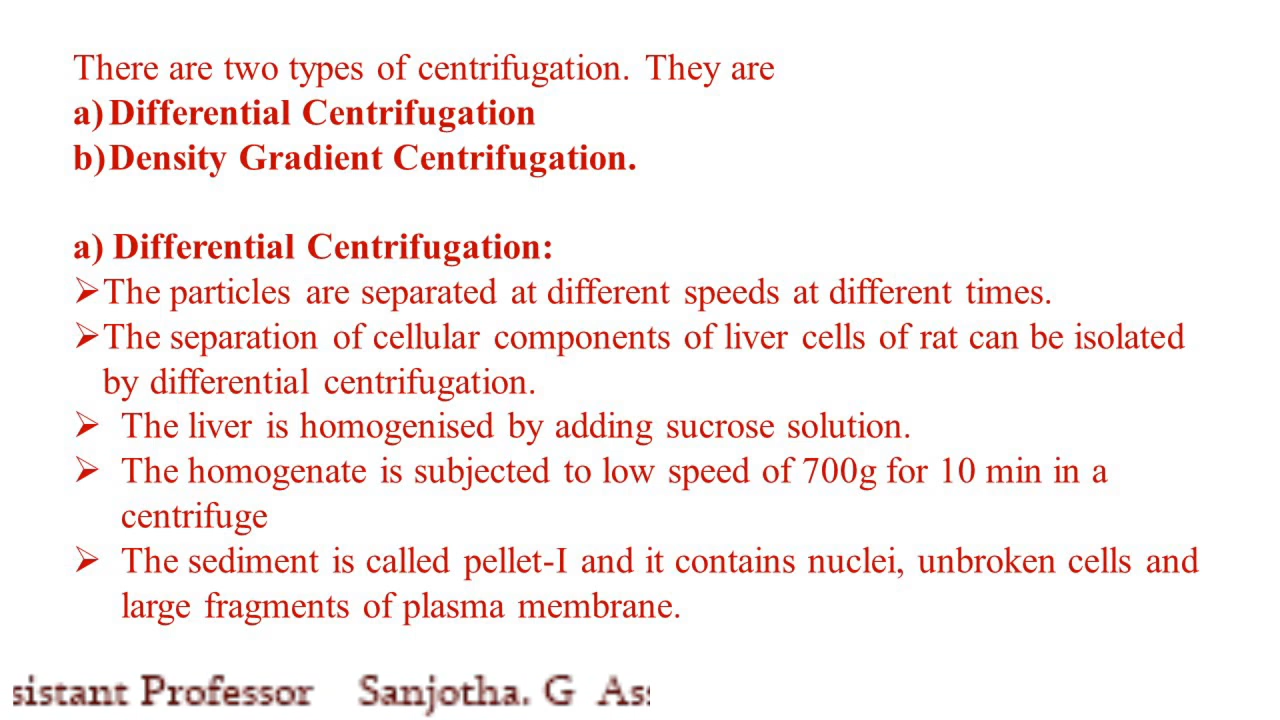 There are two types of centrifugation. They are
a) Differential Centrifugation
b) Density Gradient Centrifugation.
a) Differential Centrifugation:
➢ The particles are separated at different speeds at different times.
➢ The separation of cellular components of liver cells of rat can be isolated
by differential centrifugation.
➢ The liver is homogenised by adding sucrose solution.
➢ The homogenate is subjected to low speed of 700g for 10 min in a
centrifuge
➢ The sediment is called pellet-I and it contains nuclei, unbroken cells and
large fragments of plasma membrane.
sistant Professor Sanjotha. G Ass